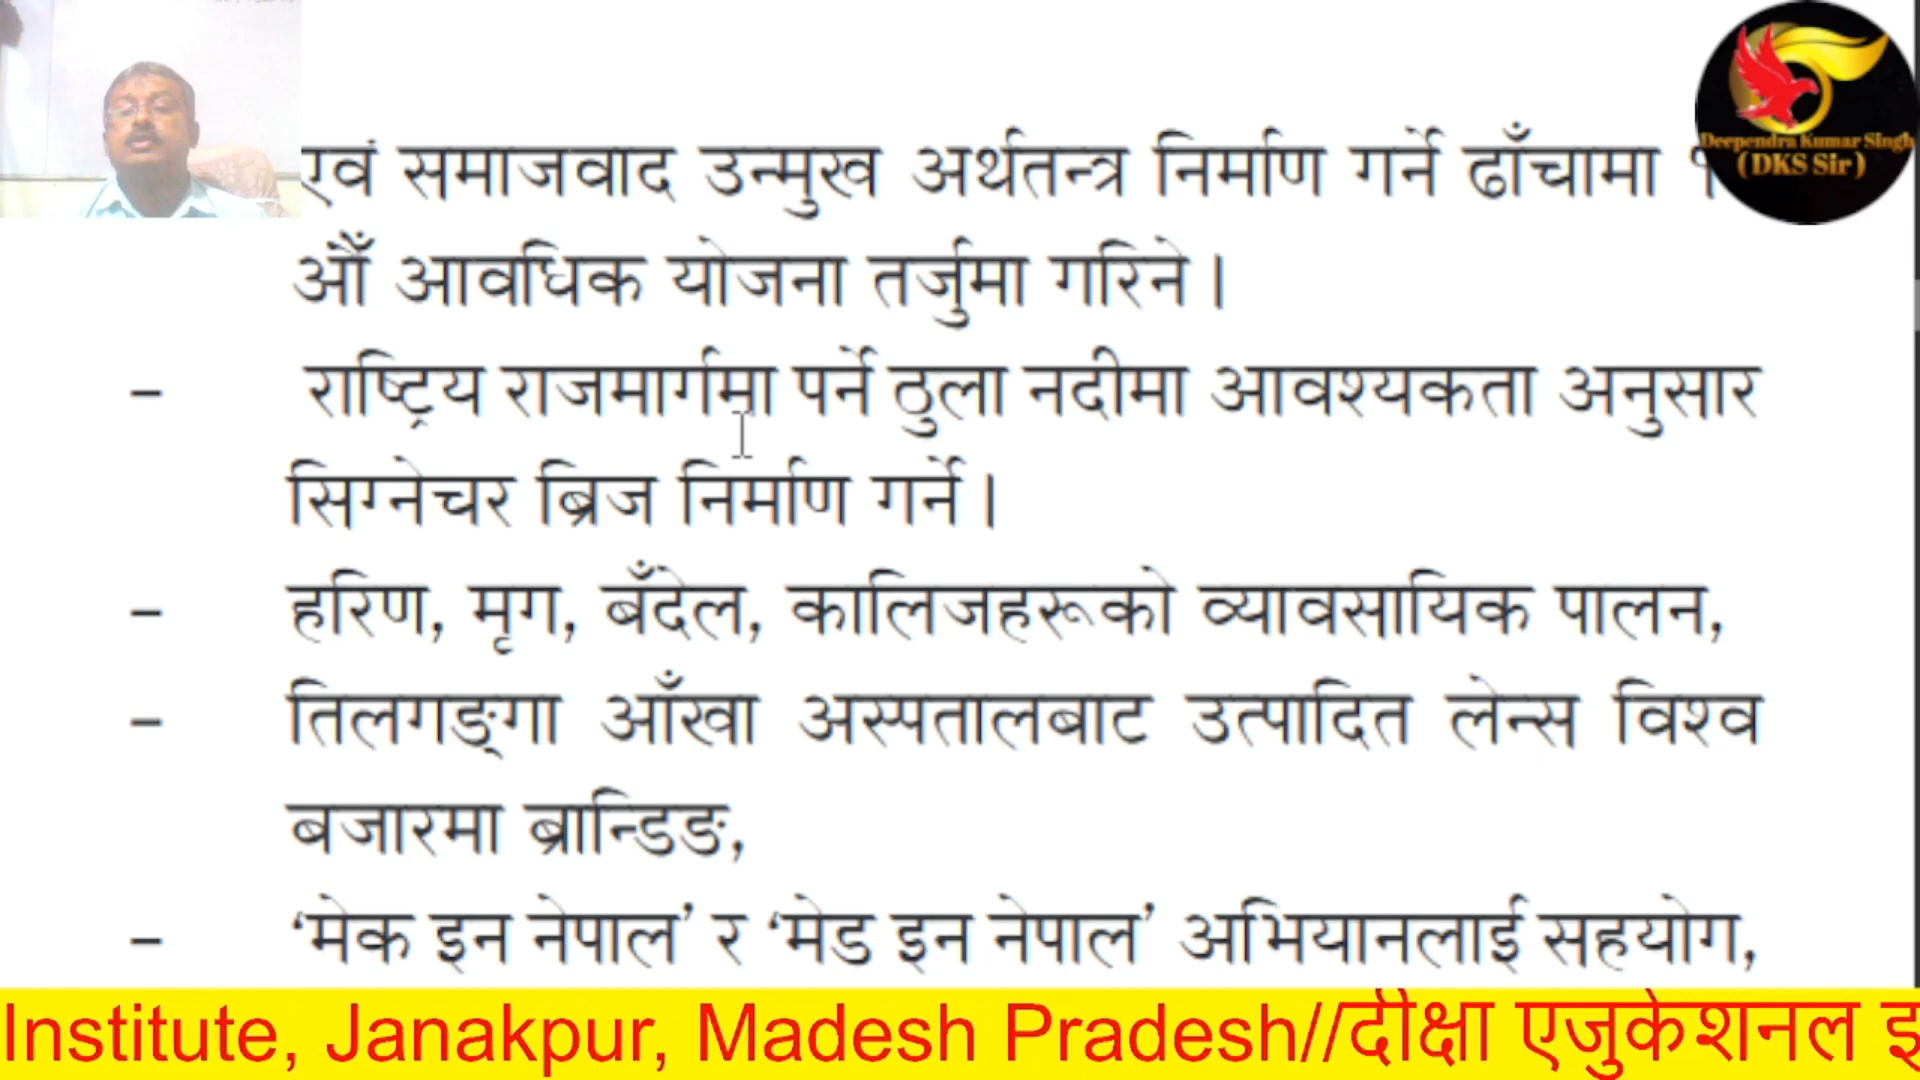 एवं समाजवाद उन्मुख अर्थतन्त्र निर्माण गर्ने ढाँचामा
औँ आवधिक योजना तर्जुमा गरिने।
– राष्ट्रिय राजमार्गमा पर्ने ठुला नदीमा आवश्यकता अनुसार
सिग्नेचर ब्रिज निर्माण गर्ने।
– हरिण, मृग, बँदेल, कालिजहरूको व्यावसायिक पालन,
– तिलगङ्गा आँखा अस्पतालबाट उत्पादित लेन्स विश्व
बजारमा ब्रान्डिङ,
– ‘मेक इन नेपाल’ र ‘मेड इन नेपाल’ अभियानलाई सहयोग,
Deependra Kumar Singh
(DKS Sir)
Institute, Janakpur, Madesh Pradesh//दीक्षा एजुकेशनल इ